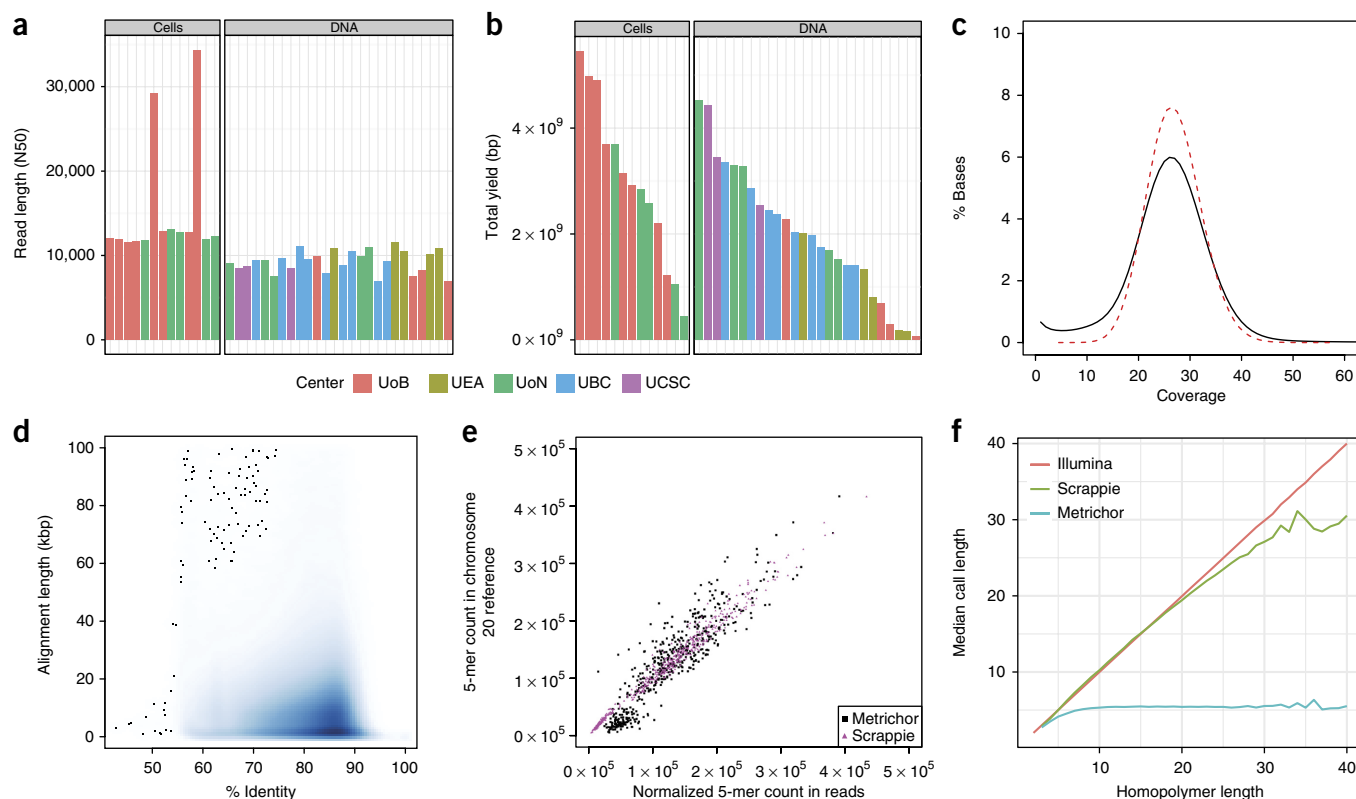 a
Cells
DNA
Read length (N50)
30,000
20,000
10,000
0
b
Cells
DNA
Total yield (bp)
4 × 10⁹
2 × 10⁹
0 × 10⁹
Center
UoB
UEA
UoN
UBC
UCSC
c
% Bases
10
8
6
4
2
0
0
10
20
30
40
50
60
Coverage
d
Alignment length (kbp)
100
80
60
40
20
0
50
60
70
80
90
100
% Identity
e
5-mer count in chromosome
20 reference
5 × 10⁵
4 × 10⁵
3 × 10⁵
2 × 10⁵
1 × 10⁵
0 × 10⁵
Metrichor
Scrappie
0 × 10⁵
1 × 10⁵
2 × 10⁵
3 × 10⁵
4 × 10⁵
5 × 10⁵
Normalized 5-mer count in reads
f
Median call length
40
30
20
10
Illumina
Scrappie
Metrichor
10
20
30
40
Homopolymer length